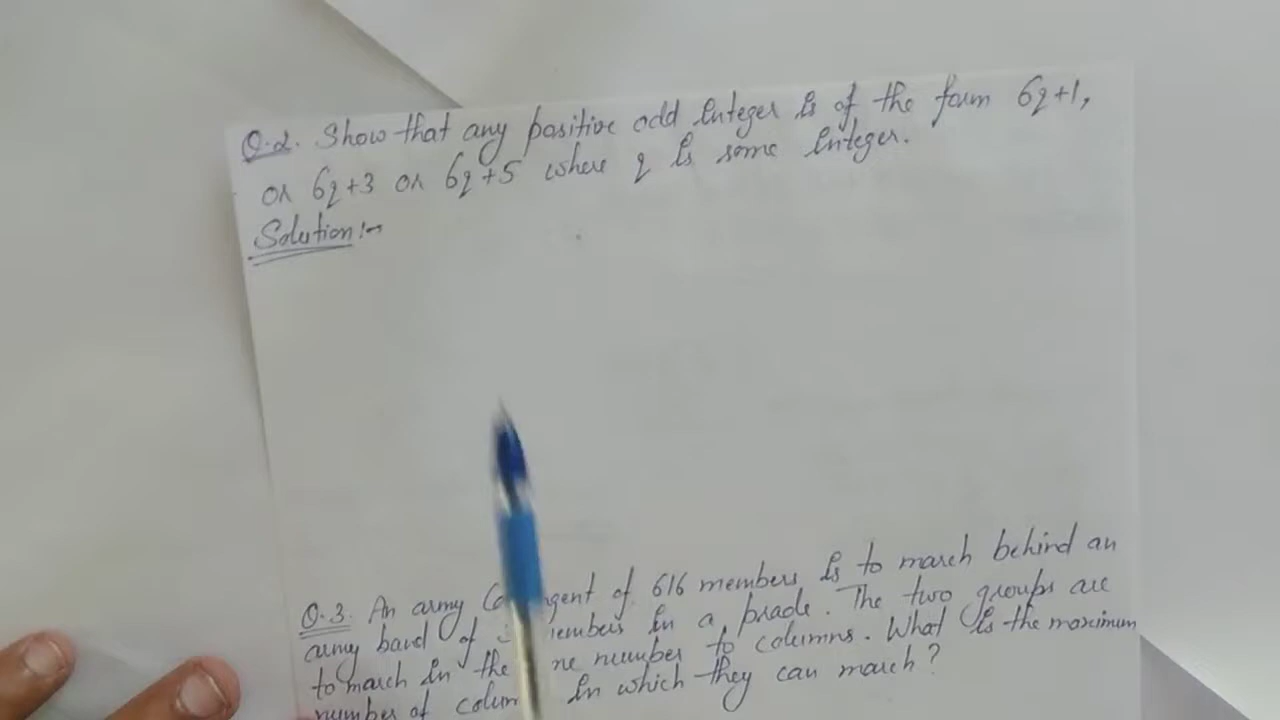 Q.2. Show that any positive odd integer is of the form 6q+1,
or 6q+3 or 6q+5 where q is some integer.
Solution:-
Q.3. An army of 616 members is to march behind an
army band of in a prade. The two groups are
to march in the number to columns. What is the maximum
number of in which they can march?